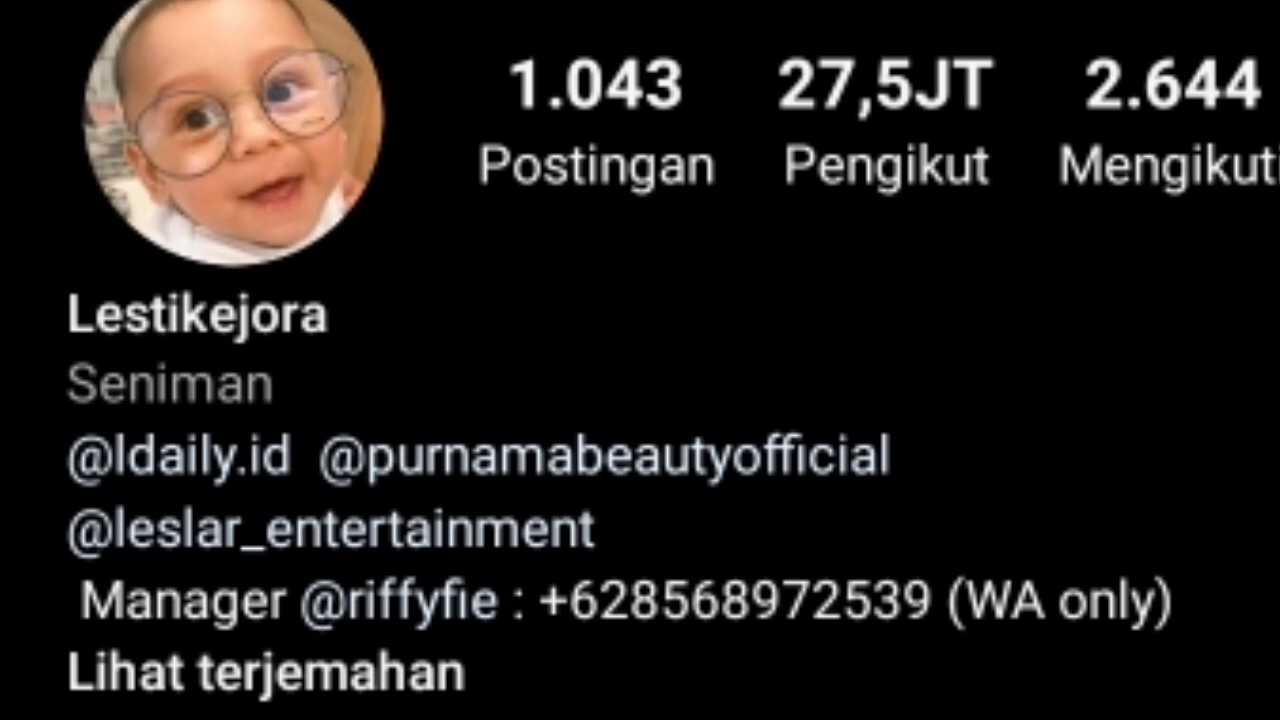 1.043 27,5JT 2.644
Postingan Pengikut Mengikuti
Lestikejora
Seniman
@ldaily.id @purnamabeautyofficial
@leslar_entertainment
Manager @riffyfie : +628568972539 (WA only)
Lihat terjemahan